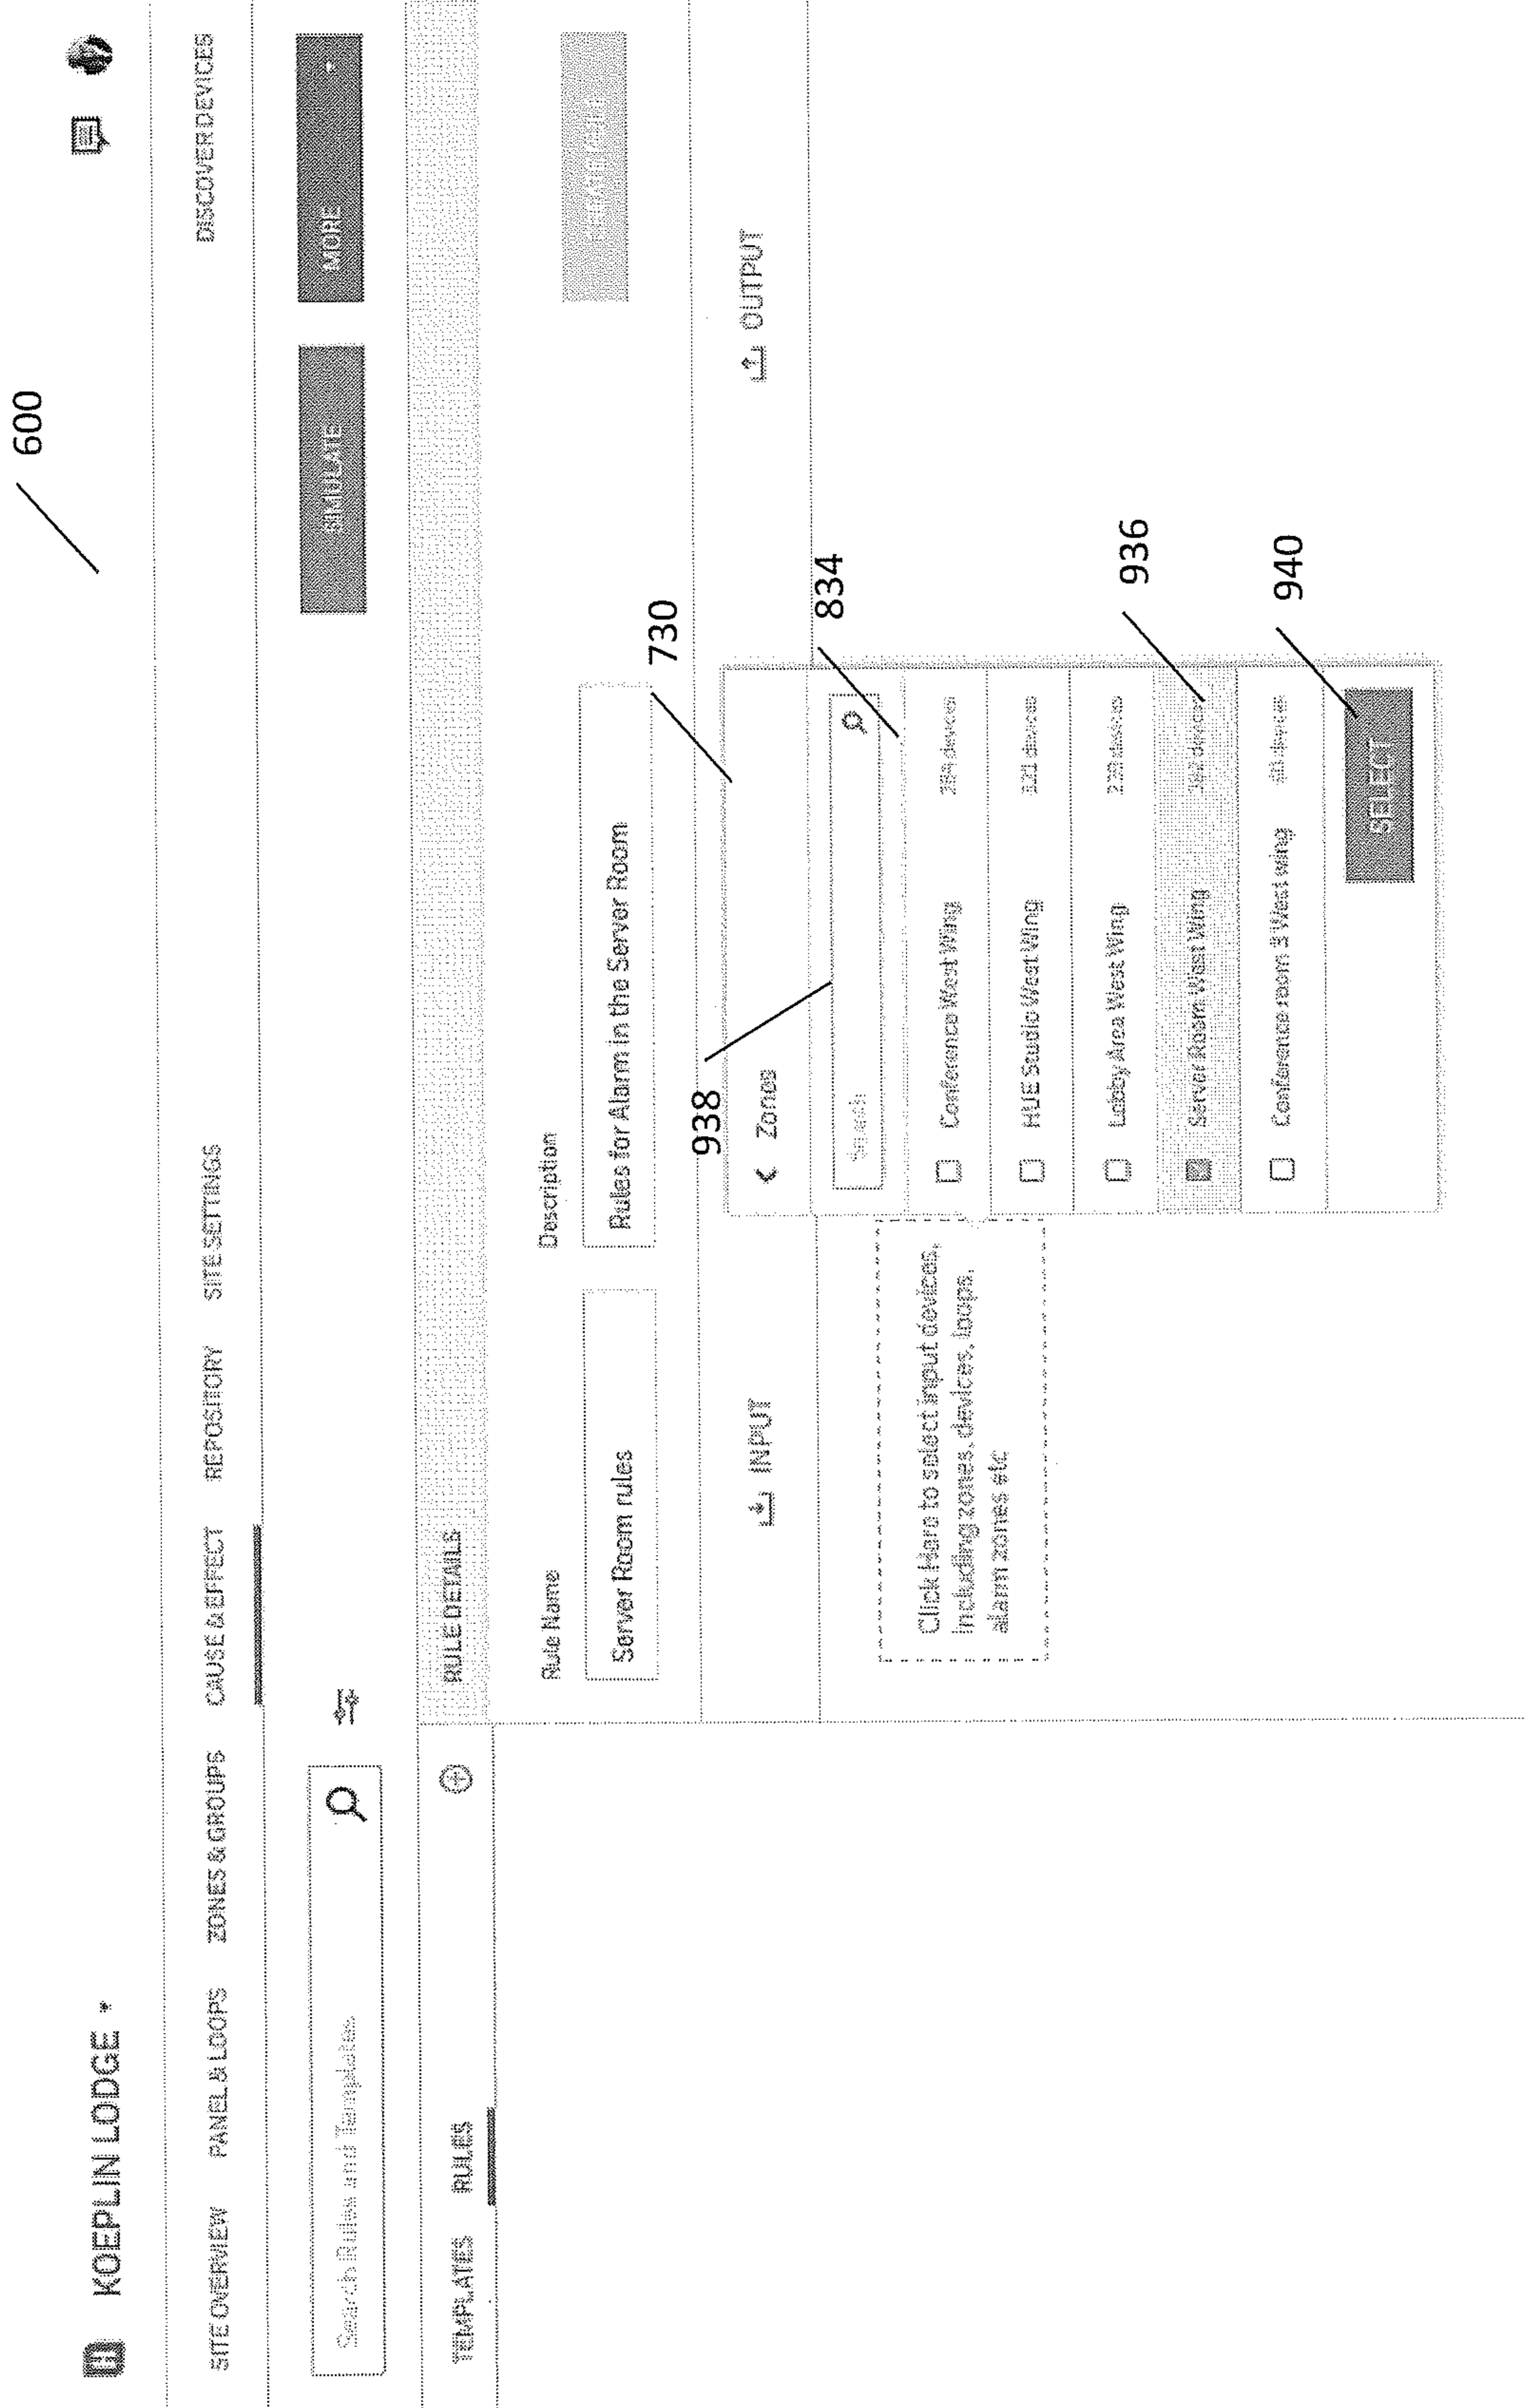 600
KOEPLIN LODGE
SITE OVERVIEW PANEL & LOOPS ZONES & GROUPS CAUSE & EFFECT REPOSITORY SITE SETTINGS DISCOVER DEVICES
Search Rules and Templates
SIMULATE
MORE
TEMPLATES RULES
RULE DETAILS
Rule Name
Description
Server Room rules
Rules for Alarm in the Server Room
730
INPUT
OUTPUT
938
Zones
834
Search
Click Here to select input devices,
including zones, devices, loops,
alarm zones etc
Conference West Wing
HUE Studio West Wing
Lobby Area West Wing
936
Server Room West Wing
Conference room 3 West wing
940
SELECT